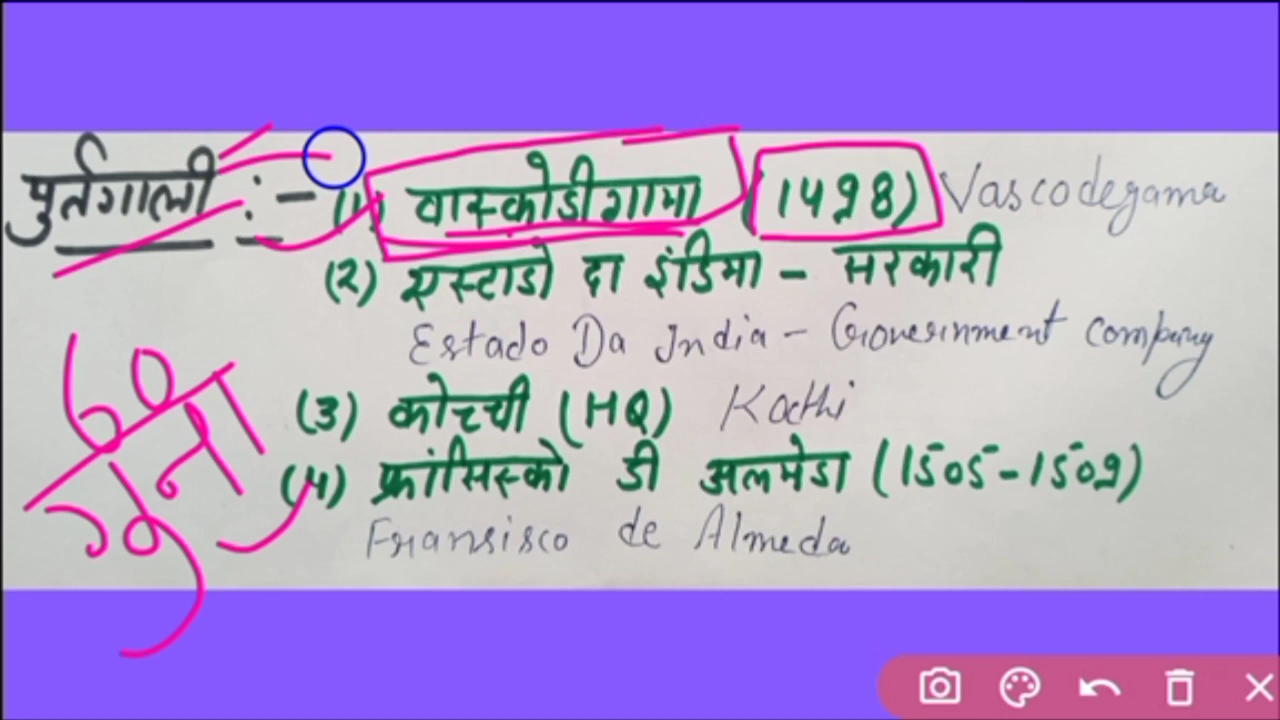 पुर्तगाली :- (1) वास्कोडीगामा (1498) Vascodegama
(2) एस्टाडो दा इंडिया - सरकारी
Estado Da India - Government company
(3) कोच्ची (HQ) Kochi
(4) फ्रांसिस्को डी अलमेडा (1505-1509)
Fransisco de Almeda
60
गुना